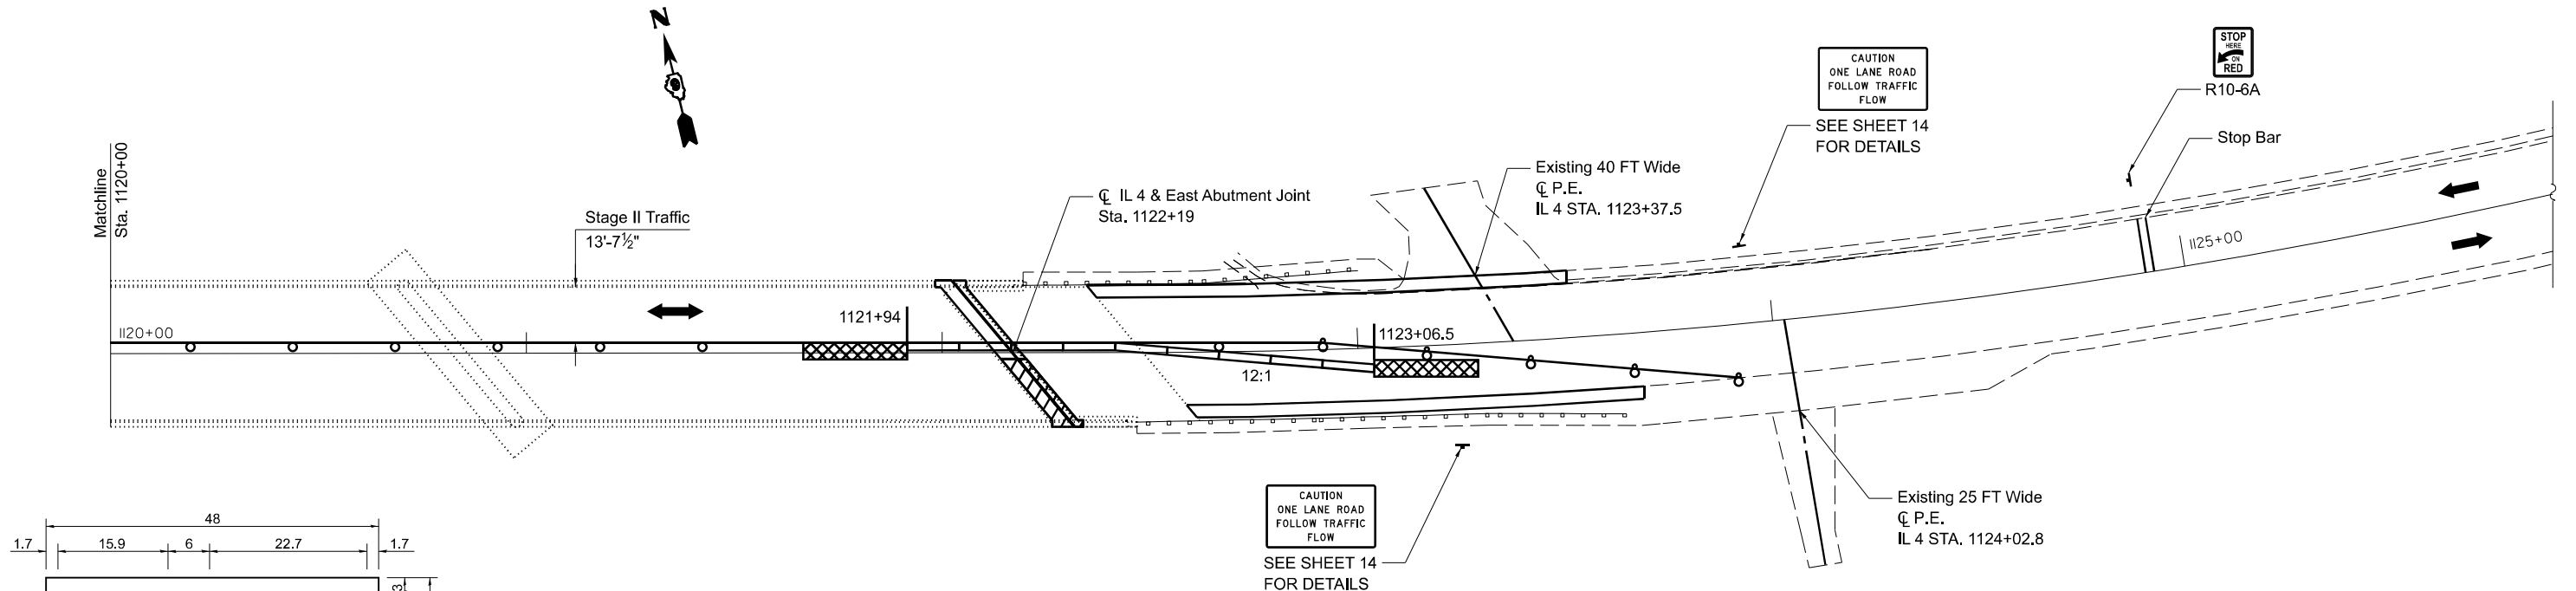 N
STOP
HERE
ON
RED
R10-6A
CAUTION
ONE LANE ROAD
FOLLOW TRAFFIC
FLOW
SEE SHEET 14
FOR DETAILS
Stop Bar
Matchline
Sta. 1120+00
Existing 40 FT Wide
℄ P.E.
IL 4 STA. 1123+37.5
℄ IL 4 & East Abutment Joint
Sta. 1122+19
Stage II Traffic
13'-7½"
1125+00
1121+94
1120+00
1123+06.5
12:1
CAUTION
ONE LANE ROAD
FOLLOW TRAFFIC
FLOW
SEE SHEET 14
FOR DETAILS
Existing 25 FT Wide
℄ P.E.
IL 4 STA. 1124+02.8
48
1.7 15.9 6 22.7 1.7